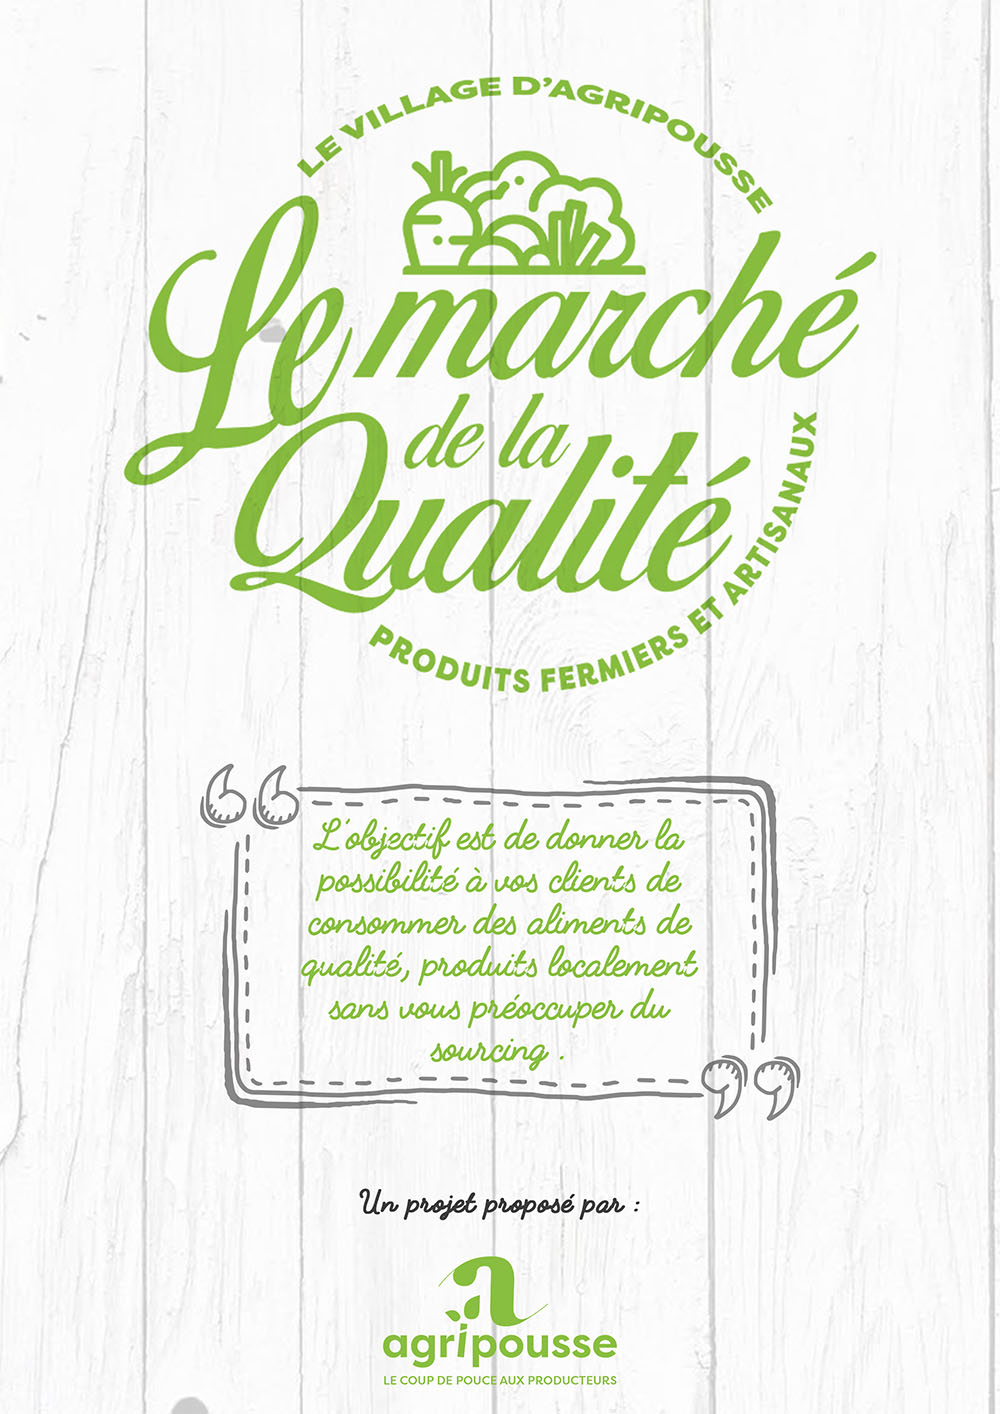 LE VILLAGE D'AGRIPOUSSE
Le marché
de la
Qualité
PRODUITS FERMIERS ET ARTISANAUX
L'objectif est de donner la
possibilité à vos clients de
consommer des aliments de
qualité, produits localement
sans vous préoccuper du
sourcing .
Un projet proposé par :
a
agripousse
LE COUP DE POUCE AUX PRODUCTEURS